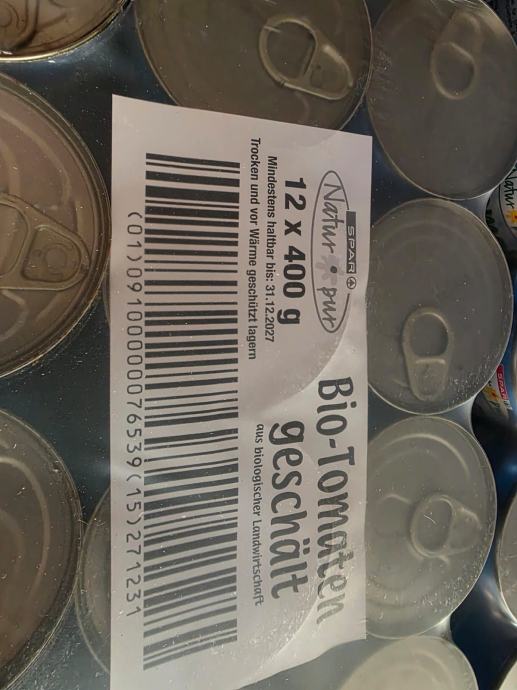 SPAR
Natur pur
Bio-Tomaten
geschält
aus biologischer Landwirtschaft
12 x 400 g
Mindestens haltbar bis: 31.12.2027
Trocken und vor Wärme geschützt lagern
(01)09100000076539(15)271231
SPAR